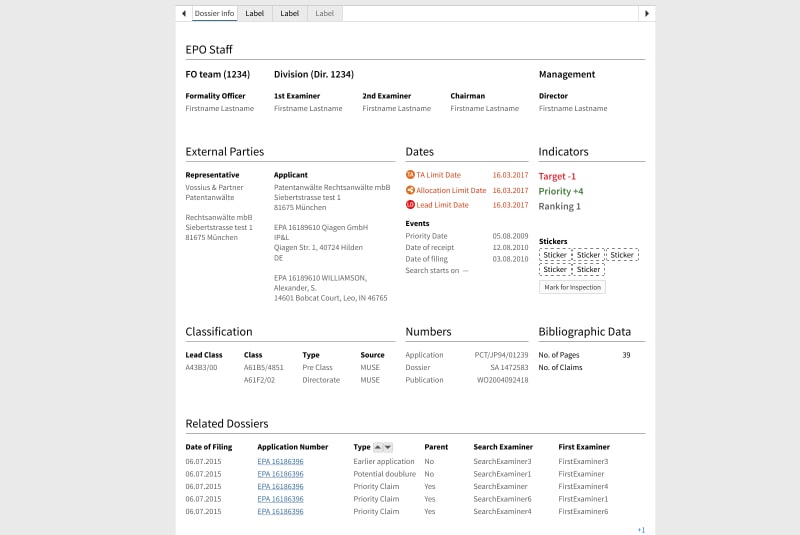 Dossier Info Label Label Label
EPO Staff
FO team (1234) Division (Dir. 1234) Management
Formality Officer 1st Examiner 2nd Examiner Chairman Director
Firstname Lastname Firstname Lastname Firstname Lastname Firstname Lastname Firstname Lastname
External Parties
Representative Applicant
Vossius & Partner Patentanwälte Rechtsanwälte mbB
Patentanwälte Siebertstrasse test 1
81675 München
Rechtsanwälte mbB EPA 16189610 Qiagen GmbH
Siebertstrasse test 1 IP&L
81675 München Qiagen Str. 1, 40724 Hilden
DE
EPA 16189610 WILLIAMSON,
Alexander, S.
14601 Bobcat Court, Leo, IN 46765
Dates
TA TA Limit Date 16.03.2017
Allocation Limit Date 16.03.2017
LD Lead Limit Date 16.03.2017
Events
Priority Date 05.08.2009
Date of receipt 12.08.2010
Date of filing 03.08.2010
Search starts on —
Indicators
Target -1
Priority +4
Ranking 1
Stickers
Sticker Sticker Sticker
Sticker Sticker
Mark for Inspection
Classification
Lead Class Class Type Source
A43B3/00 A61B5/4851 Pre Class MUSE
A61F2/02 Directorate MUSE
Numbers
Application PCT/JP94/01239
Dossier SA 1472583
Publication WO2004092418
Bibliographic Data
No. of Pages 39
No. of Claims
Related Dossiers
Date of Filing Application Number Type Parent Search Examiner First Examiner
06.07.2015 EPA 16186396 Earlier application No SearchExaminer3 FirstExaminer3
06.07.2015 EPA 16186396 Potential doublure No SearchExaminer1 FirstExaminer
06.07.2015 EPA 16186396 Priority Claim Yes SearchExaminer FirstExaminer4
06.07.2015 EPA 16186396 Priority Claim Yes SearchExaminer6 FirstExaminer1
06.07.2015 EPA 16186396 Priority Claim Yes SearchExaminer4 FirstExaminer6
+1